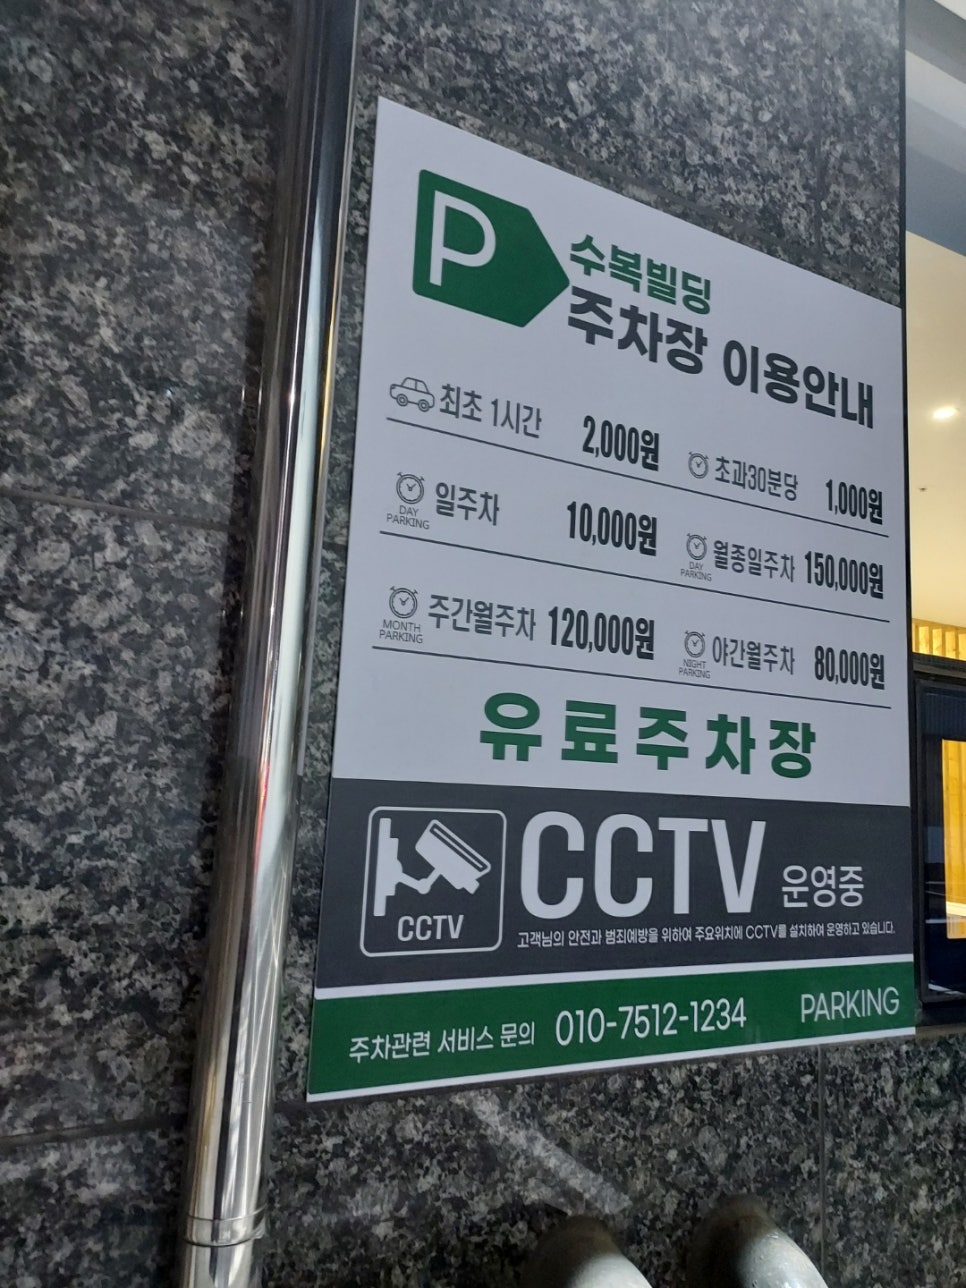 P
수복빌딩
주차장 이용안내
최초 1시간 2,000원 초과30분당 1,000원
DAY PARKING 일주차 10,000원 DAY PARKING 월종일주차 150,000원
MONTH PARKING 주간월주차 120,000원 NIGHT PARKING 야간월주차 80,000원
유료주차장
CCTV
CCTV 운영중
고객님의 안전과 범죄예방을 위하여 주요위치에 CCTV를 설치하여 운영하고 있습니다.
주차관련 서비스 문의 010-7512-1234 PARKING